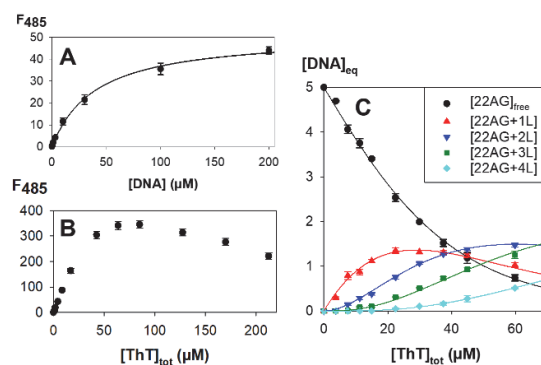 F485
A
50
40
30
20
10
0
0 50 100 150 200
[DNA] (µM)
F485
B
400
300
200
100
0
0 50 100 150 200
[ThT]tot (µM)
[DNA]eq
C
[22AG]free
[22AG+1L]
[22AG+2L]
[22AG+3L]
[22AG+4L]
5
4
3
2
1
0
0 20 40 60
[ThT]tot (µM)